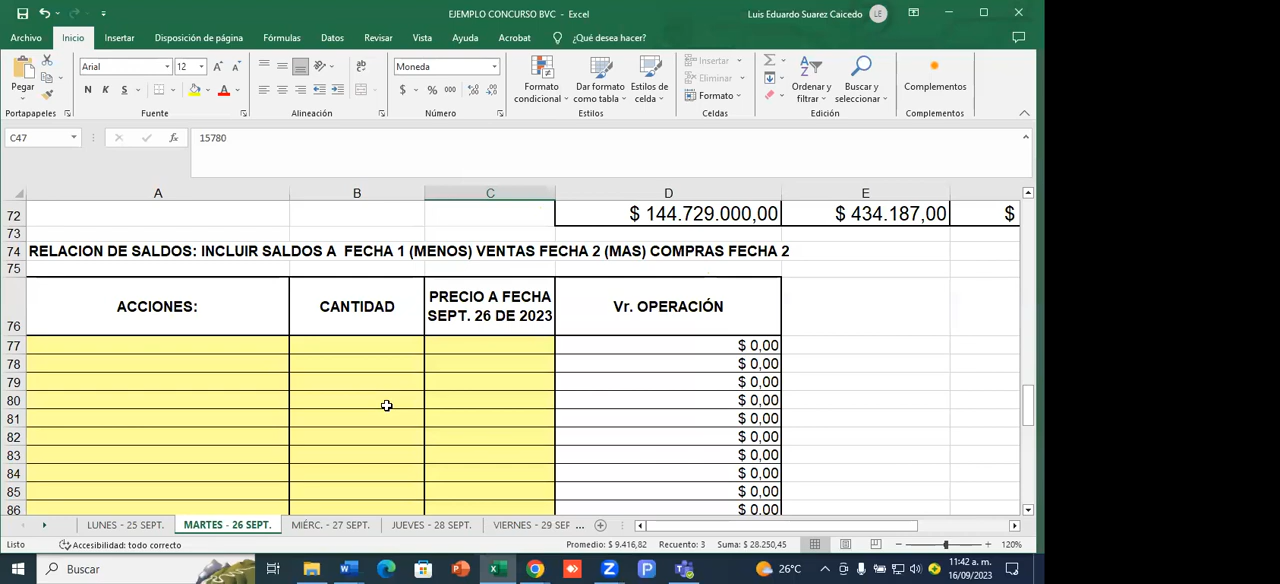 EJEMPLO CONCURSO BVC - Excel
Luis Eduardo Suarez Caicedo
LE
Archivo
Inicio
Insertar
Disposición de página
Fórmulas
Datos
Revisar
Vista
Ayuda
Acrobat
¿Qué desea hacer?
Arial
12
Moneda
Insertar
Eliminar
Formato
Pegar
N K S
$ % 000
Formato condicional
Dar formato como tabla
Estilos de celda
Ordenar y filtrar
Buscar y seleccionar
Complementos
Portapapeles
Fuente
Alineación
Número
Estilos
Celdas
Edición
Complementos
C47
fx
15780
A B C D E
72 $ 144.729.000,00 $ 434.187,00 $
73
74 RELACION DE SALDOS: INCLUIR SALDOS A FECHA 1 (MENOS) VENTAS FECHA 2 (MAS) COMPRAS FECHA 2
75
76 ACCIONES: CANTIDAD PRECIO A FECHA SEPT. 26 DE 2023 Vr. OPERACIÓN
77 $ 0,00
78 $ 0,00
79 $ 0,00
80 $ 0,00
81 $ 0,00
82 $ 0,00
83 $ 0,00
84 $ 0,00
85 $ 0,00
86 $ 0,00
LUNES - 25 SEPT.
MARTES - 26 SEPT.
MIÉRC. - 27 SEPT.
JUEVES - 28 SEPT.
VIERNES - 29 SEF ...
Listo
Accesibilidad: todo correcto
Promedio: $ 9.416,82
Recuento: 3
Suma: $ 28.250,45
120%
Buscar
26°C
11:42 a. m.
16/09/2023